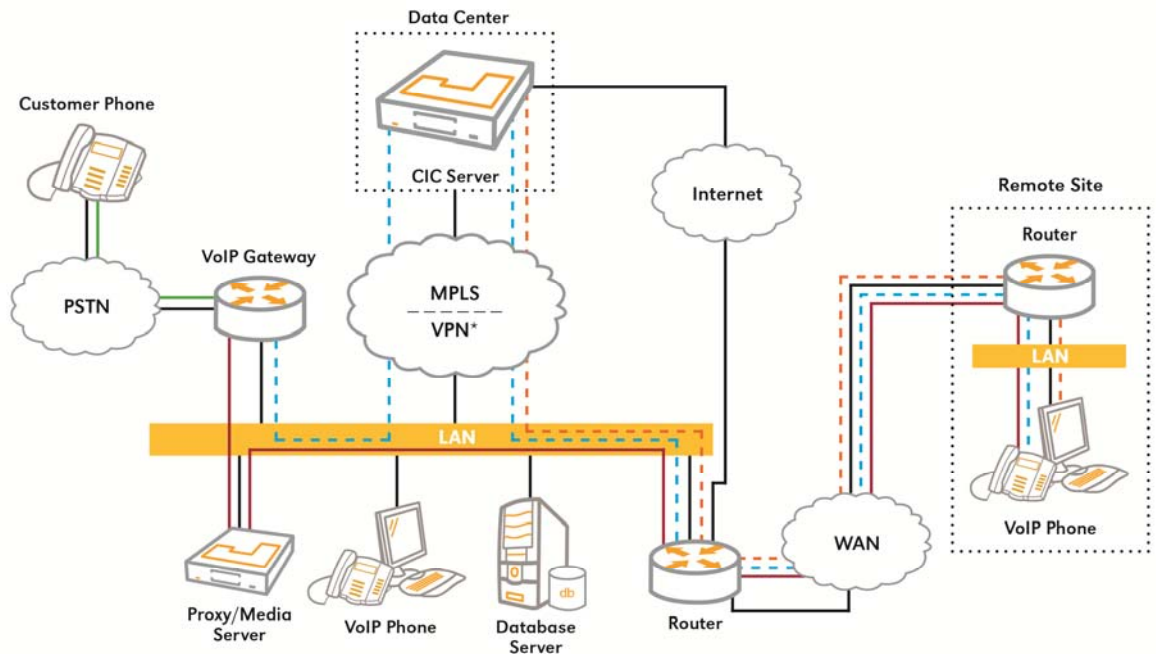 Data Center
Customer Phone
CIC Server
Internet
Remote Site
Router
VoIP Gateway
MPLS
VPN*
PSTN
LAN
LAN
VoIP Phone
WAN
db
Proxy/Media
Server
VoIP Phone
Database
Server
Router